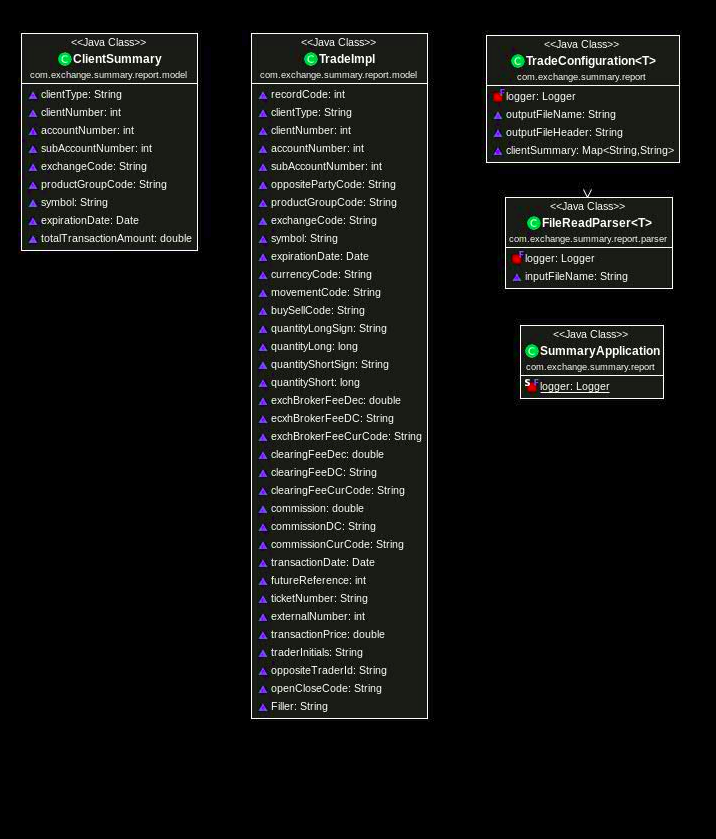 <<Java Class>>
ClientSummary
com.exchange.summary.report.model
clientType: String
clientNumber: int
accountNumber: int
subAccountNumber: int
exchangeCode: String
productGroupCode: String
symbol: String
expirationDate: Date
totalTransactionAmount: double
<<Java Class>>
TradeImpl
com.exchange.summary.report.model
recordCode: int
clientType: String
clientNumber: int
accountNumber: int
subAccountNumber: int
oppositePartyCode: String
productGroupCode: String
exchangeCode: String
symbol: String
expirationDate: Date
currencyCode: String
movementCode: String
buySellCode: String
quantityLongSign: String
quantityLong: long
quantityShortSign: String
quantityShort: long
exchBrokerFeeDec: double
ecxhBrokerFeeDC: String
exchBrokerFeeCurCode: String
clearingFeeDec: double
clearingFeeDC: String
clearingFeeCurCode: String
commission: double
commissionDC: String
commissionCurCode: String
transactionDate: Date
futureReference: int
ticketNumber: String
externalNumber: int
transactionPrice: double
traderInitials: String
oppositeTraderId: String
openCloseCode: String
Filler: String
<<Java Class>>
TradeConfiguration<T>
com.exchange.summary.report
logger: Logger
outputFileName: String
outputFileHeader: String
clientSummary: Map<String,String>
<<Java Class>>
FileReadParser<T>
com.exchange.summary.report.parser
logger: Logger
inputFileName: String
<<Java Class>>
SummaryApplication
com.exchange.summary.report
logger: Logger